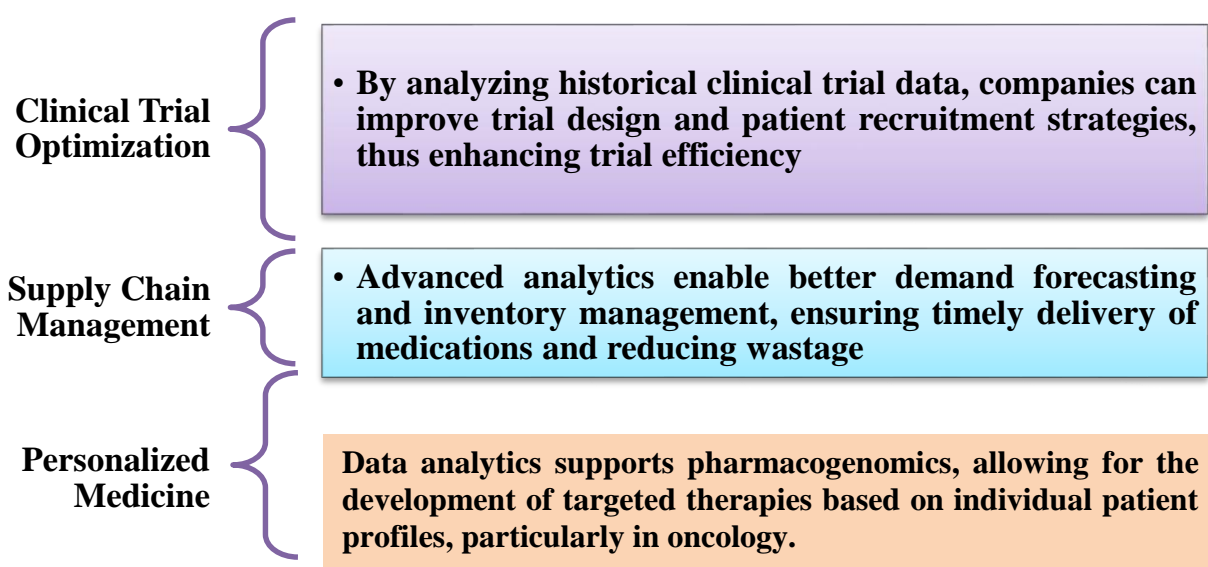 Clinical Trial
Optimization
• By analyzing historical clinical trial data, companies can
improve trial design and patient recruitment strategies,
thus enhancing trial efficiency
Supply Chain
Management
• Advanced analytics enable better demand forecasting
and inventory management, ensuring timely delivery of
medications and reducing wastage
Personalized
Medicine
Data analytics supports pharmacogenomics, allowing for the
development of targeted therapies based on individual patient
profiles, particularly in oncology.